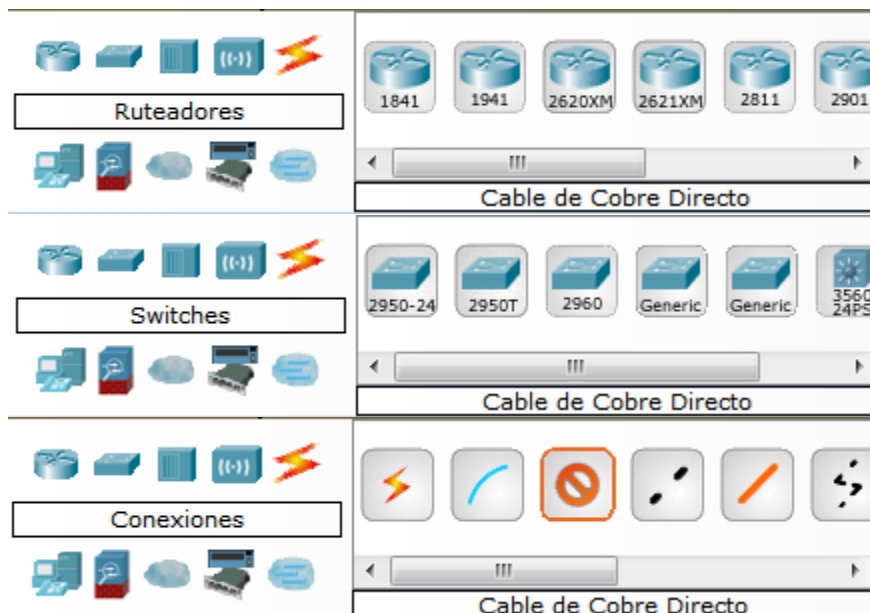 1841 1941 2620XM 2621XM 2811 2901
Ruteadores
Cable de Cobre Directo
2950-24 2950T 2960 Generic Generic 3560
24PS
Switches
Cable de Cobre Directo
Conexiones
Cable de Cobre Directo